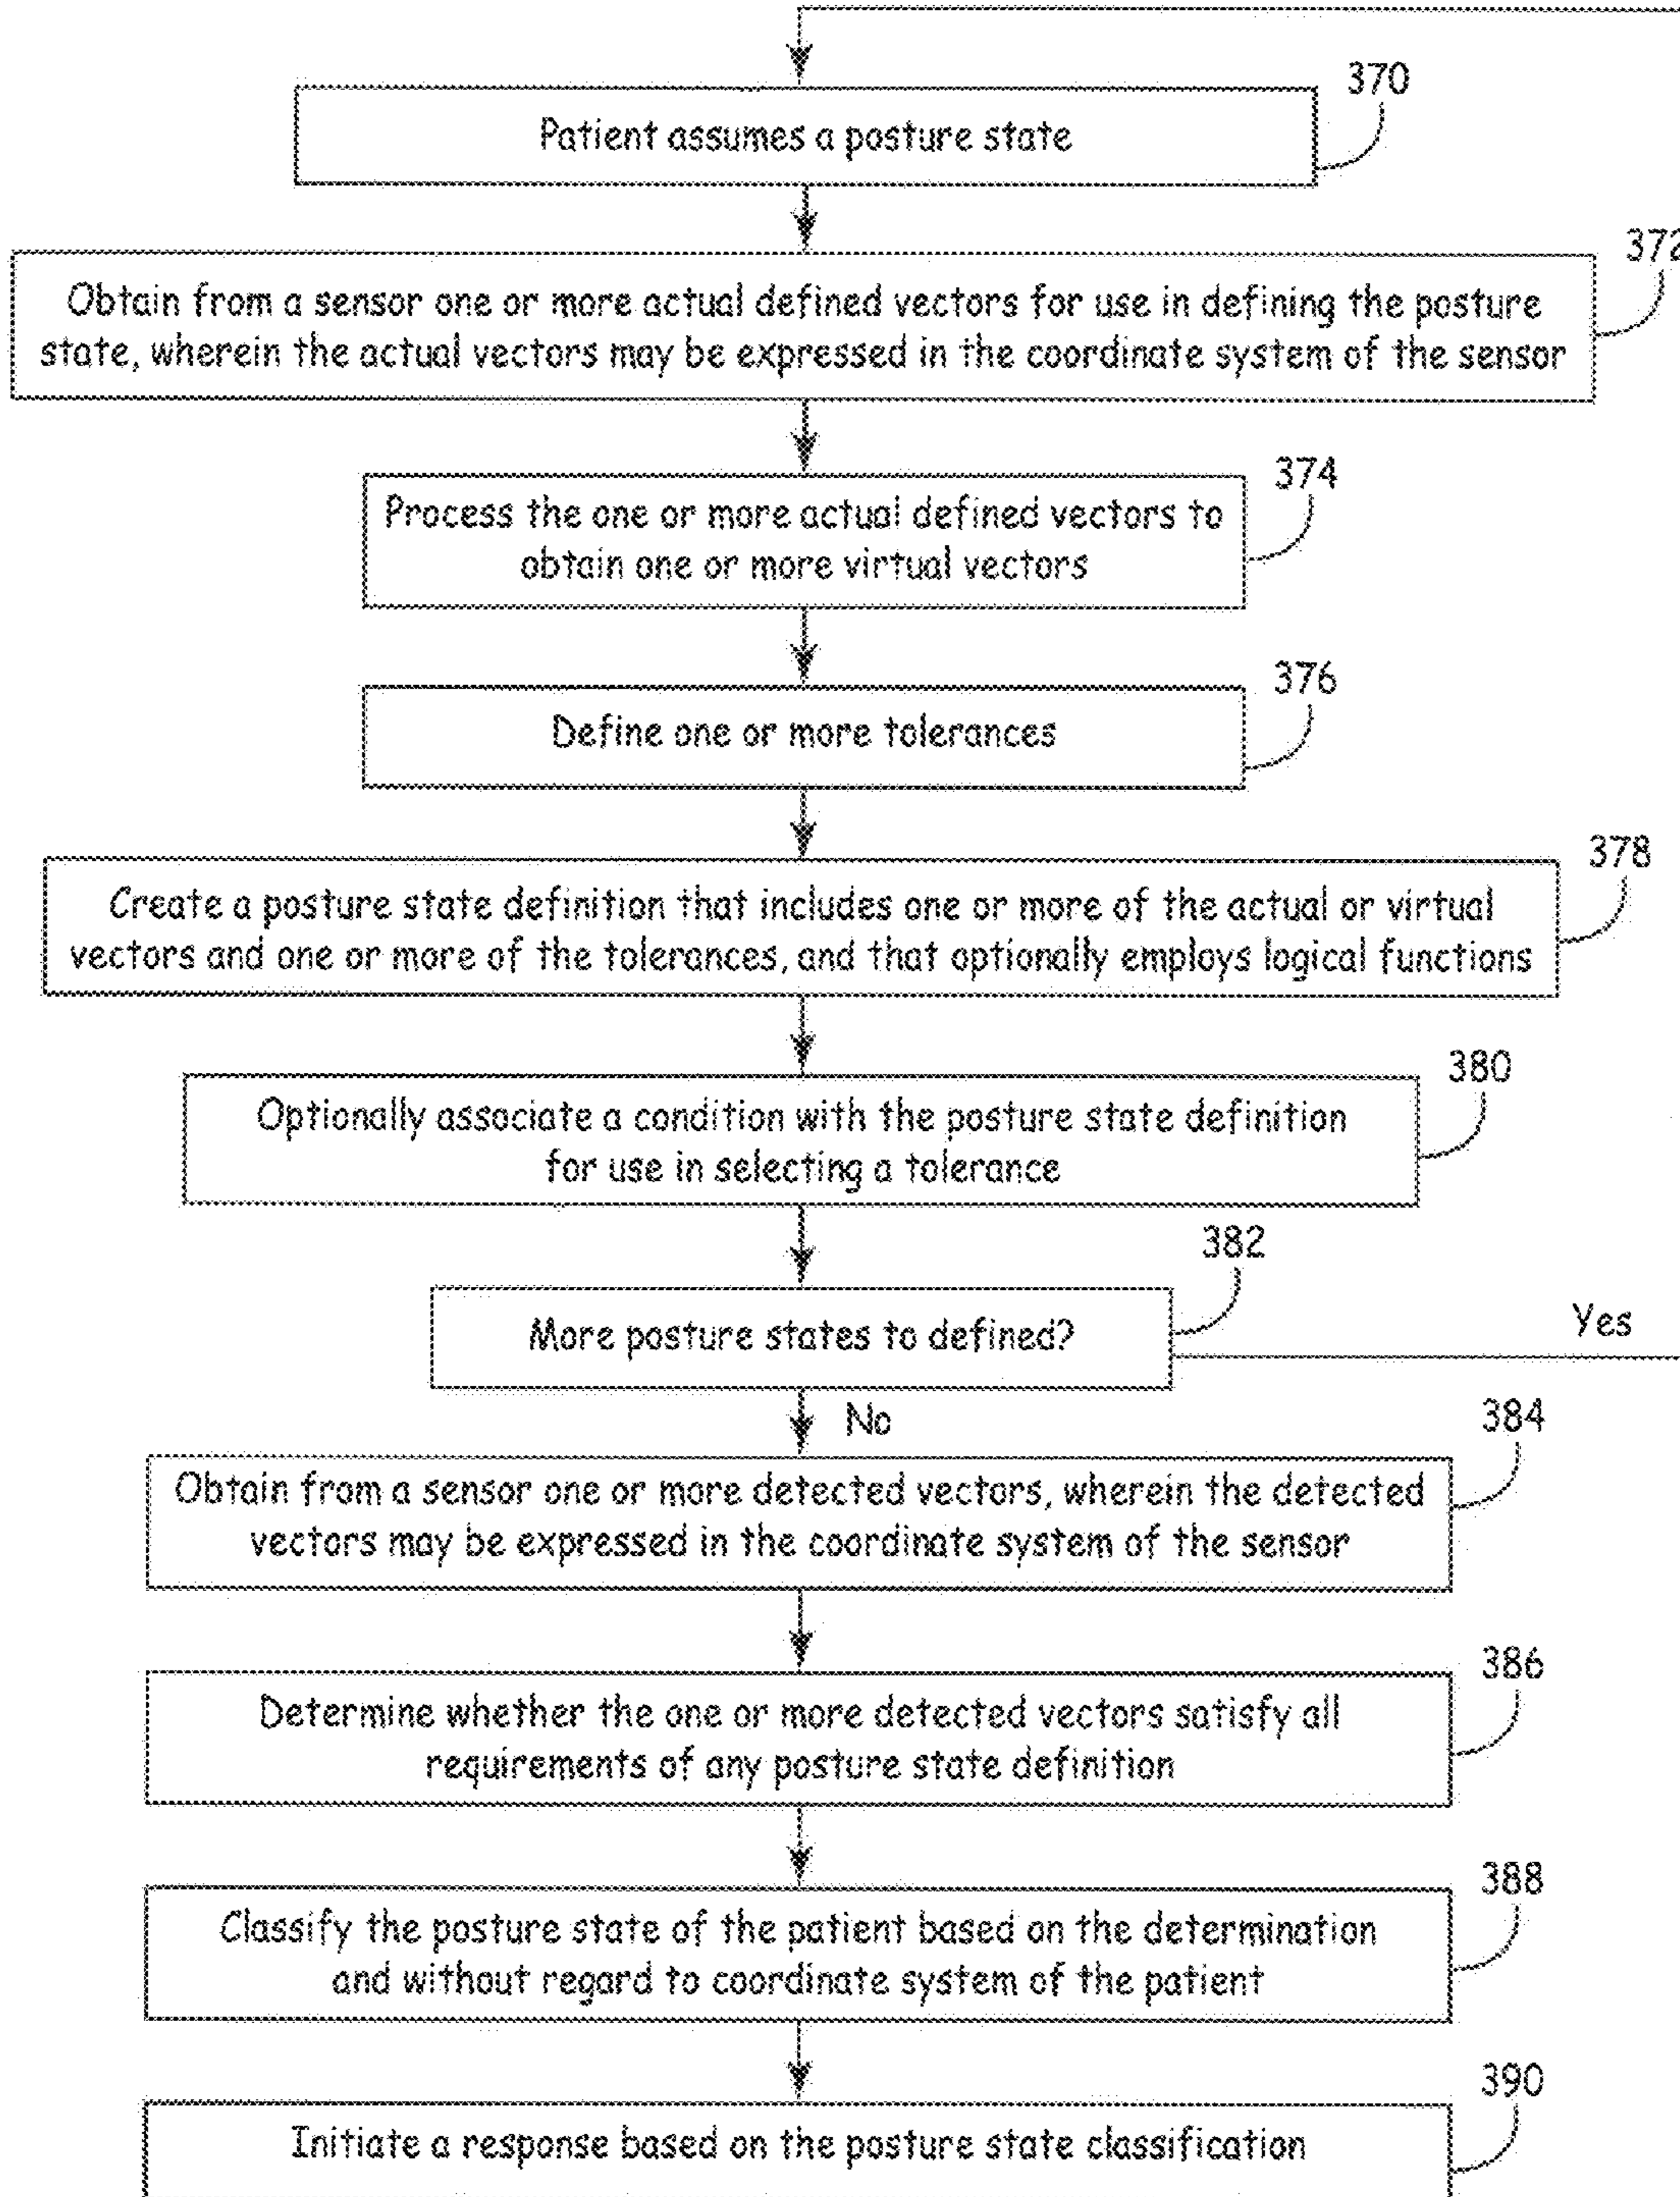 370
Patient assumes a posture state
372
Obtain from a sensor one or more actual defined vectors for use in defining the posture
state, wherein the actual vectors may be expressed in the coordinate system of the sensor
374
Process the one or more actual defined vectors to
obtain one or more virtual vectors
376
Define one or more tolerances
378
Create a posture state definition that includes one or more of the actual or virtual
vectors and one or more of the tolerances, and that optionally employs logical functions
380
Optionally associate a condition with the posture state definition
for use in selecting a tolerance
382
More posture states to defined?
Yes
No
384
Obtain from a sensor one or more detected vectors, wherein the detected
vectors may be expressed in the coordinate system of the sensor
386
Determine whether the one or more detected vectors satisfy all
requirements of any posture state definition
388
Classify the posture state of the patient based on the determination
and without regard to coordinate system of the patient
390
Initiate a response based on the posture state classification